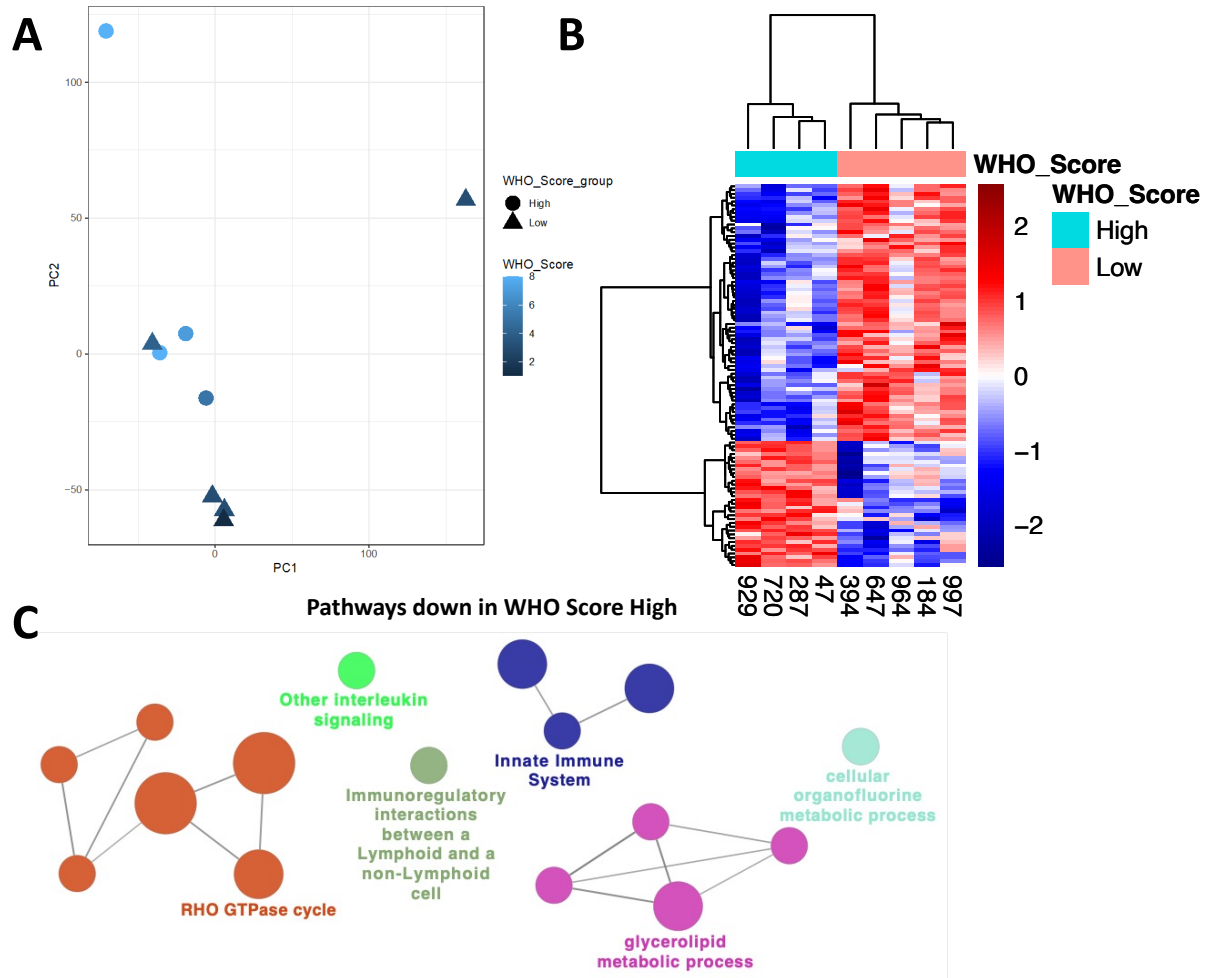 A
PC2
100
50
0
−50
0
100
PC1
WHO_Score_group
High
Low
WHO_Score
8
6
4
2
B
WHO_Score
WHO_Score
High
Low
2
1
0
−1
−2
929
720
287
47
394
647
964
184
997
C
Pathways down in WHO Score High
Other interleukin
signaling
Innate Immune
System
Immunoregulatory
interactions
between a
Lymphoid and a
non-Lymphoid
cell
cellular
organofluorine
metabolic process
RHO GTPase cycle
glycerolipid
metabolic process